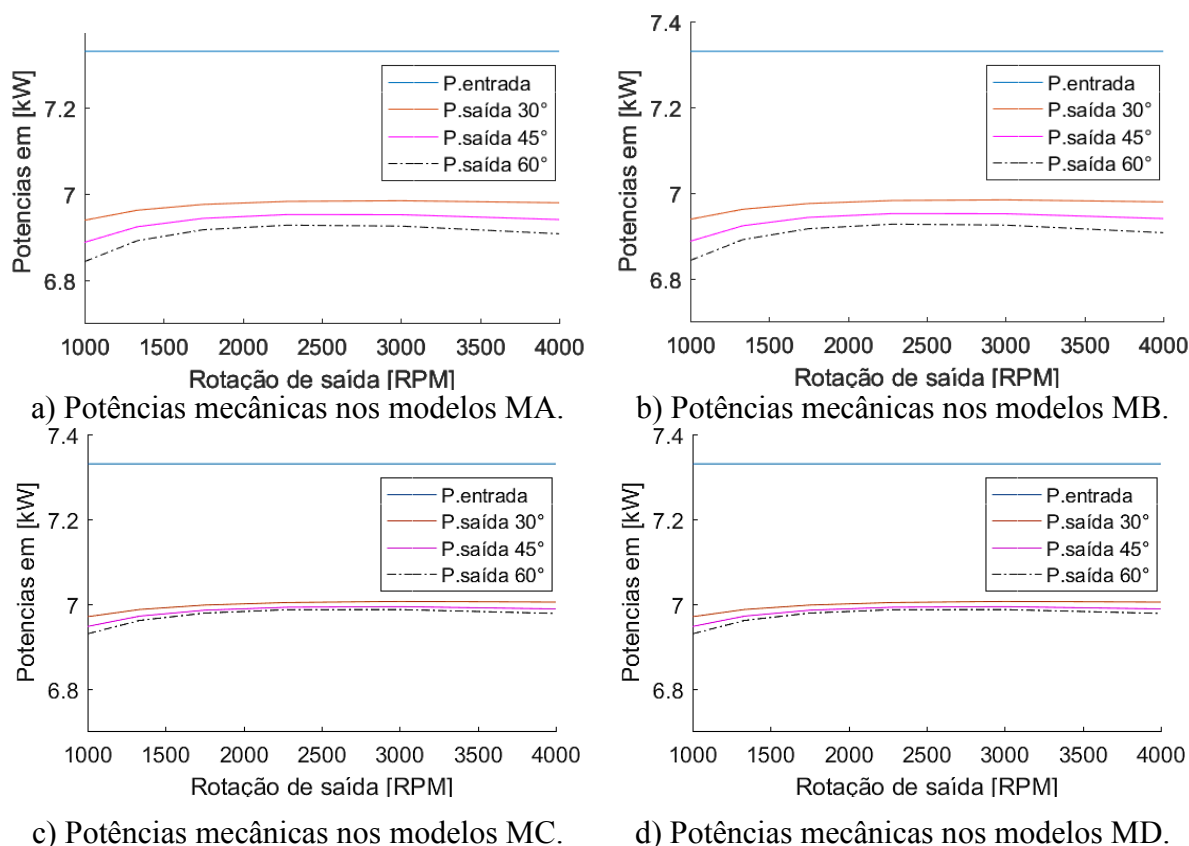 7.2
7
6.8
Potencias em [kW]
P.entrada
P.saída 30°
P.saída 45°
P.saída 60°
1000 1500 2000 2500 3000 3500 4000
Rotação de saída [RPM]
a) Potências mecânicas nos modelos MA.
7.4
7.2
7
6.8
Potencias em [kW]
P.entrada
P.saída 30°
P.saída 45°
P.saída 60°
1000 1500 2000 2500 3000 3500 4000
Rotação de saída [RPM]
b) Potências mecânicas nos modelos MB.
7.4
7.2
7
6.8
Potencias em [kW]
P.entrada
P.saída 30°
P.saída 45°
P.saída 60°
1000 1500 2000 2500 3000 3500 4000
Rotação de saída [RPM]
c) Potências mecânicas nos modelos MC.
7.4
7.2
7
6.8
Potencias em [kW]
P.entrada
P.saída 30°
P.saída 45°
P.saída 60°
1000 1500 2000 2500 3000 3500 4000
Rotação de saída [RPM]
d) Potências mecânicas nos modelos MD.